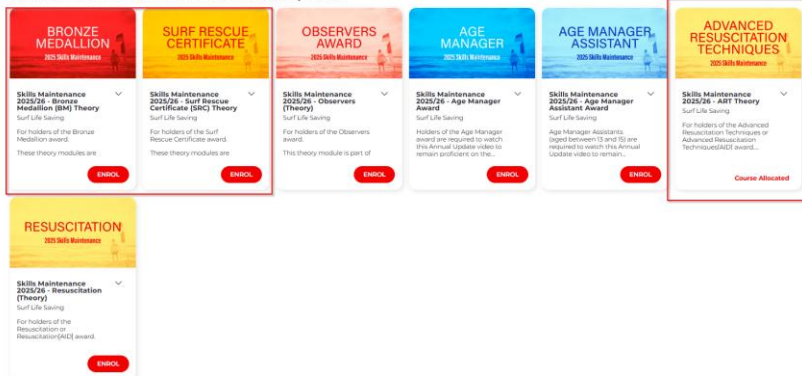 BRONZE
MEDALLION
2025 Skills Maintenance
Skills Maintenance
2025/26 - Bronze
Medallion (BM) Theory
Surf Life Saving
For holders of the Bronze
Medallion award.
These theory modules are
ENROL
SURF RESCUE
CERTIFICATE
2025 Skills Maintenance
Skills Maintenance
2025/26 - Surf Rescue
Certificate (SRC) Theory
Surf Life Saving
For holders of the Surf
Rescue Certificate award.
These theory modules are
ENROL
OBSERVERS
AWARD
2025 Skills Maintenance
Skills Maintenance
2025/26 - Observers
(Theory)
Surf Life Saving
For holders of the Observers
award.
This theory module is part of
ENROL
AGE
MANAGER
2025 Skills Maintenance
Skills Maintenance
2025/26 - Age Manager
Award
Surf Life Saving
Holders of the Age Manager
award are required to watch
this Annual Update video to
remain proficient on the...
ENROL
AGE MANAGER
ASSISTANT
2025 Skills Maintenance
Skills Maintenance
2025/26 - Age Manager
Assistant Award
Surf Life Saving
Age Manager Assistants
(aged between 13 and 15) are
required to watch this Annual
Update video to remain...
ENROL
ADVANCED
RESUSCITATION
TECHNIQUES
2025 Skills Maintenance
Skills Maintenance
2025/26 - ART Theory
Surf Life Saving
For holders of the Advanced
Resuscitation Techniques or
Advanced Resuscitation
Techniques[AID] award....
Course Allocated
RESUSCITATION
2025 Skills Maintenance
Skills Maintenance
2025/26 - Resuscitation
(Theory)
Surf Life Saving
For holders of the
Resuscitation or
Resuscitation[AID] award.
ENROL